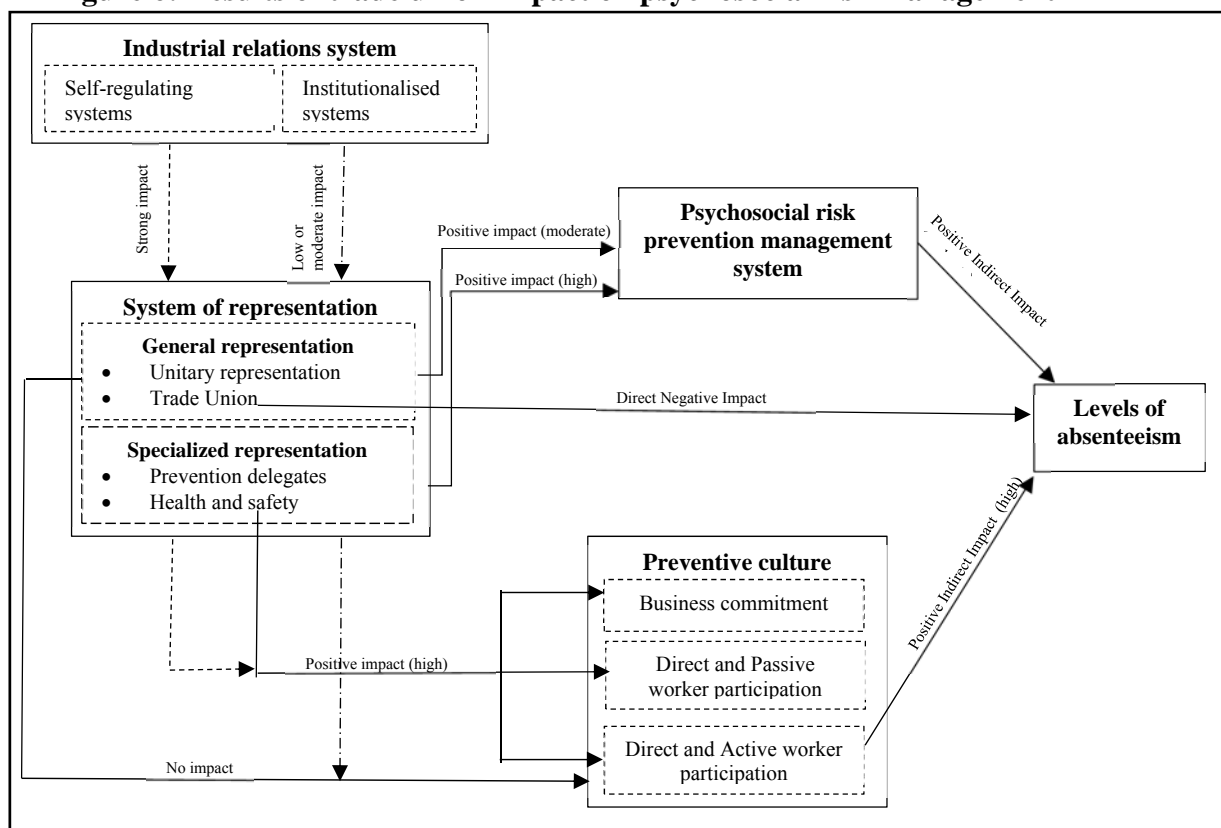 Industrial relations system
Self-regulating
systems
Institutionalised
systems
Strong impact
Low or
moderate impact
Positive impact (moderate)
Positive impact (high)
Psychosocial risk
prevention management
system
Positive Indirect Impact
System of representation
General representation
• Unitary representation
• Trade Union
Direct Negative Impact
Levels of
absenteeism
Specialized representation
• Prevention delegates
• Health and safety
Preventive culture
Business commitment
Positive impact (high)
Direct and Passive
worker participation
Positive Indirect Impact (high)
Direct and Active worker
participation
No impact